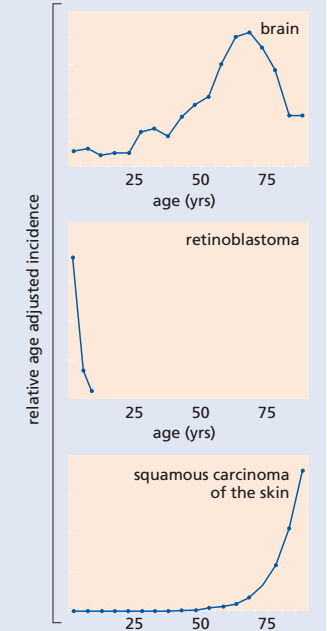 relative age adjusted incidence
brain
25 50 75
age (yrs)
retinoblastoma
25 50 75
age (yrs)
squamous carcinoma
of the skin
25 50 75